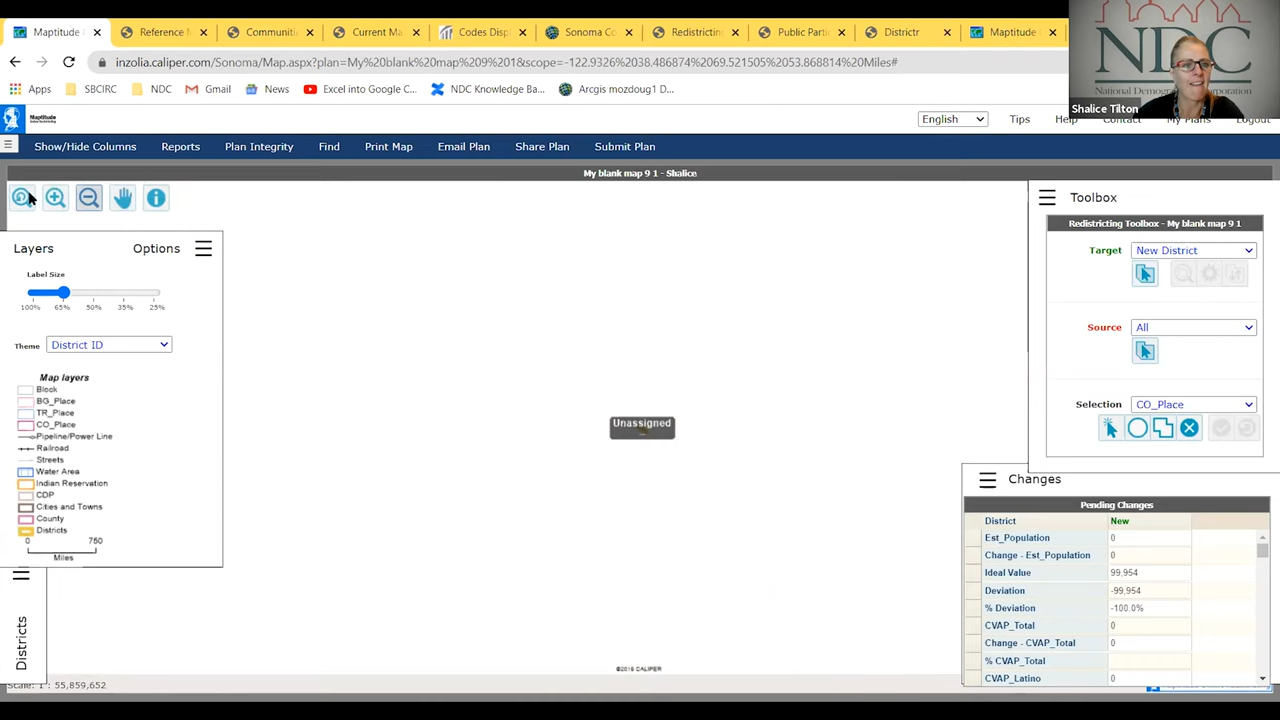 Maptitude
Reference M
Communiti
Current Ma
Codes Disp
Sonoma Co
Redistrictin
Public Parti
Districtr
Maptitude
inzolia.caliper.com/Sonoma/Map.aspx?plan=My%20blank%20map%209%201&scope=-122.9326%2038.486874%2069.521505%2053.868814%20Miles#
Apps
SBCIRC
NDC
Gmail
News
Excel into Google C...
NDC Knowledge Ba...
Arcgis mozdoug1 D...
NDC
National Demog
orporation
Shalice Tilton
Maptitude
English
Tips
Help
Contact
My Plans
Logout
Show/Hide Columns
Reports
Plan Integrity
Find
Print Map
Email Plan
Share Plan
Submit Plan
My blank map 9 1 - Shalice
Layers
Options
Label Size
100% 65% 50% 35% 25%
Theme District ID
Map layers
Block
BG_Place
TR_Place
CO_Place
Pipeline/Power Line
Railroad
Streets
Water Area
Indian Reservation
CDP
Cities and Towns
County
Districts
0 750
Miles
Districts
Unassigned
©2016 CALIPER
Scale: 1 : 55,859,652
Toolbox
Redistricting Toolbox - My blank map 9 1
Target New District
Source All
Selection CO_Place
Changes
Pending Changes
District New
Est_Population 0
Change - Est_Population 0
Ideal Value 99,954
Deviation -99,954
% Deviation -100.0%
CVAP_Total 0
Change - CVAP_Total 0
% CVAP_Total
CVAP_Latino 0